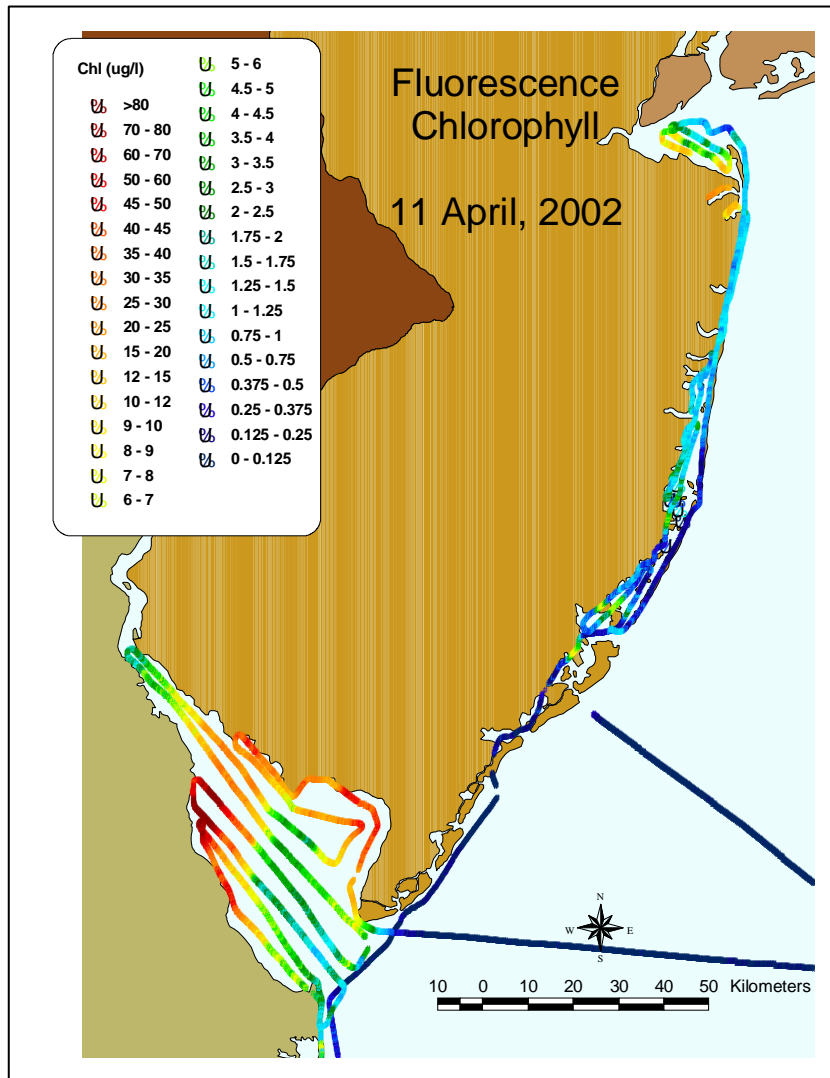 Fluorescence
Chlorophyll
11 April, 2002
Chl (ug/l)
>80
70 - 80
60 - 70
50 - 60
45 - 50
40 - 45
35 - 40
30 - 35
25 - 30
20 - 25
15 - 20
12 - 15
10 - 12
9 - 10
8 - 9
7 - 8
6 - 7
5 - 6
4.5 - 5
4 - 4.5
3.5 - 4
3 - 3.5
2.5 - 3
2 - 2.5
1.75 - 2
1.5 - 1.75
1.25 - 1.5
1 - 1.25
0.75 - 1
0.5 - 0.75
0.375 - 0.5
0.25 - 0.375
0.125 - 0.25
0 - 0.125
N
W E
S
10 0 10 20 30 40 50 Kilometers